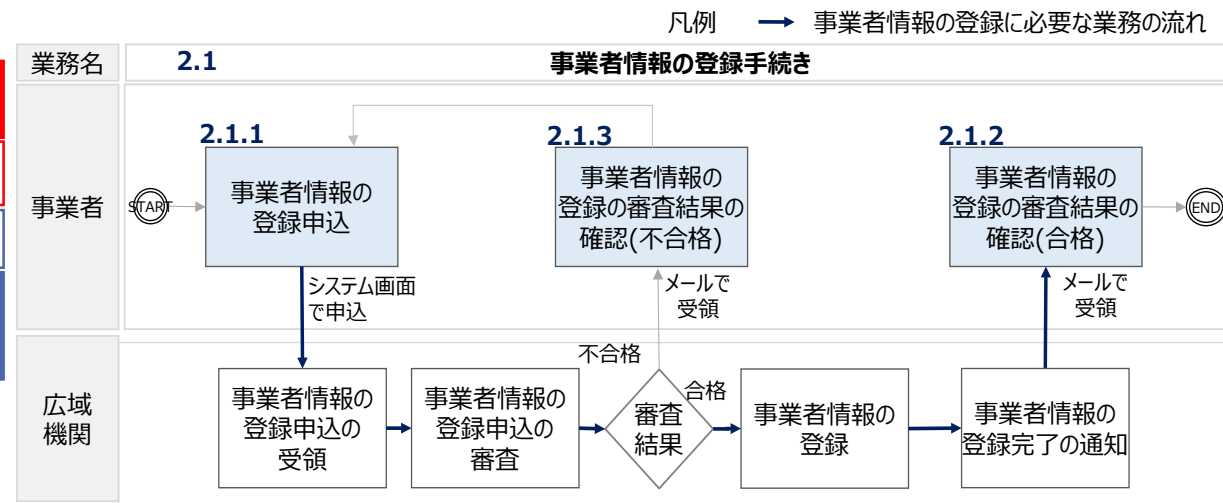 凡例 事業者情報の登録に必要な業務の流れ
業務名 2.1 事業者情報の登録手続き
事業者
START
2.1.1
事業者情報の
登録申込
2.1.3
事業者情報の
登録の審査結果の
確認(不合格)
2.1.2
事業者情報の
登録の審査結果の
確認(合格)
END
システム画面
で申込
メールで
受領
メールで
受領
広域
機関
事業者情報の
登録申込の
受領
事業者情報の
登録申込の
審査
不合格
審査
結果
合格
事業者情報の
登録
事業者情報の
登録完了の通知